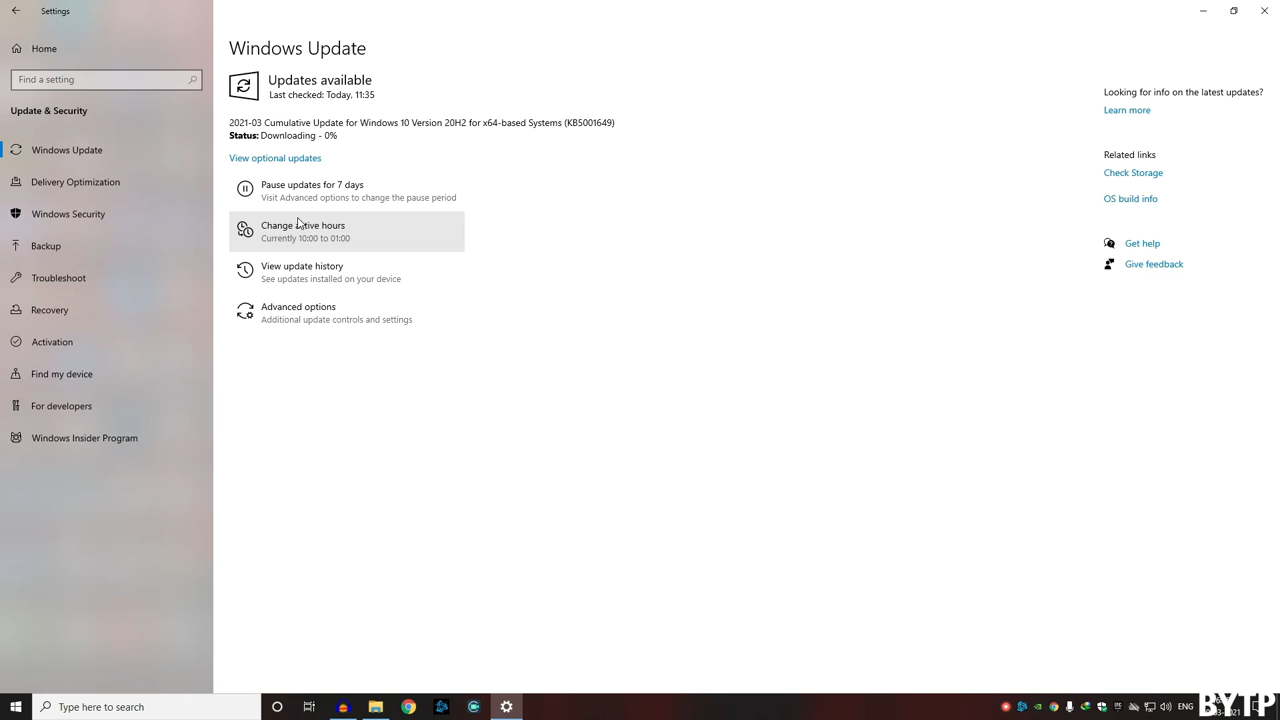 Settings
Home
Find a setting
Update & Security
Windows Update
Delivery Optimization
Windows Security
Backup
Troubleshoot
Recovery
Activation
Find my device
For developers
Windows Insider Program
Windows Update
Updates available
Last checked: Today, 11:35
2021-03 Cumulative Update for Windows 10 Version 20H2 for x64-based Systems (KB5001649)
Status: Downloading - 0%
View optional updates
Pause updates for 7 days
Visit Advanced options to change the pause period
Change active hours
Currently 10:00 to 01:00
View update history
See updates installed on your device
Advanced options
Additional update controls and settings
Looking for info on the latest updates?
Learn more
Related links
Check Storage
OS build info
Get help
Give feedback
Type here to search
ENG
BYTP